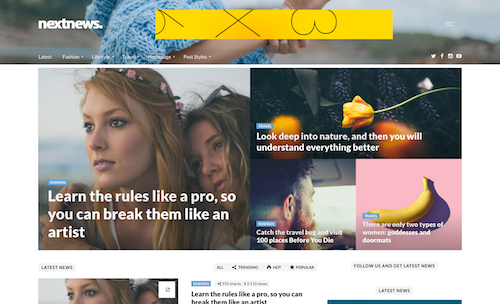 nextnews.
Latest Fashion Lifestyle Travel Homepage Post Styles
FASHION
Learn the rules like a pro, so
you can break them like an
artist
TRAVEL
Look deep into nature, and then you will
understand everything better
FASHION
Catch the travel bug and visit
100 places Before You Die
TRAVEL
There are only two types of
women: goddesses and
doormats
LATEST NEWS
ALL TRENDING HOT POPULAR
FOLLOW US AND GET LATEST NEWS
FASHION 193 shares
Learn the rules like a pro, so you can
break them like an artist
LATEST NEWS